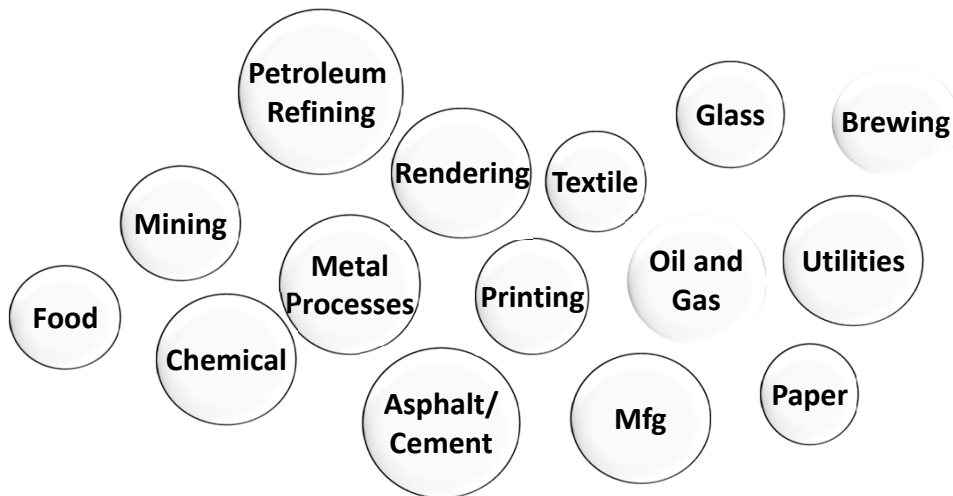 Petroleum
Refining
Glass
Brewing
Rendering
Textile
Mining
Metal
Processes
Printing
Oil and
Gas
Utilities
Food
Chemical
Asphalt/
Cement
Mfg
Paper